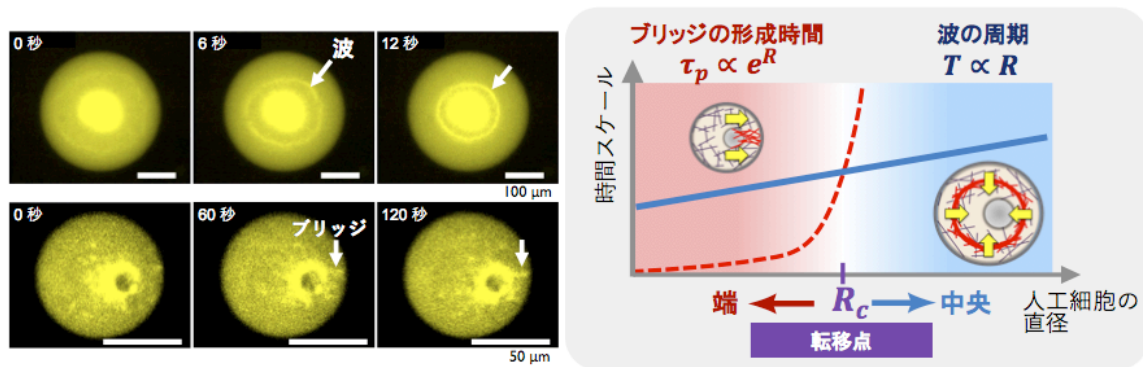 0 秒
6 秒
12 秒
波
100 μm
0 秒
60 秒
120 秒
ブリッジ
50 μm
ブリッジの形成時間
τp ∝ e^R
波の周期
T ∝ R
時間スケール
端
Rc
中央
人工細胞の
直径
転移点